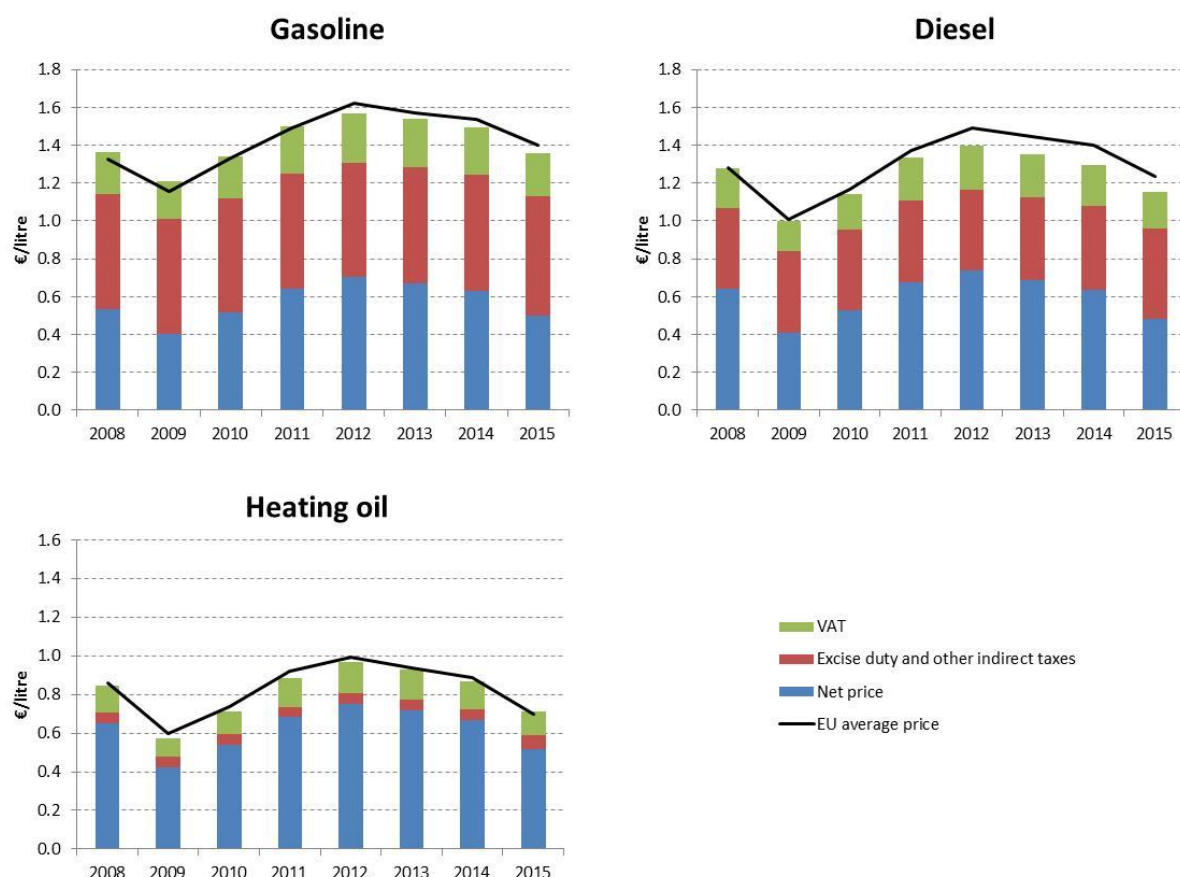 Gasoline
€/litre
1.8
1.6
1.4
1.2
1.0
0.8
0.6
0.4
0.2
0.0
2008 2009 2010 2011 2012 2013 2014 2015
Diesel
€/litre
1.8
1.6
1.4
1.2
1.0
0.8
0.6
0.4
0.2
0.0
2008 2009 2010 2011 2012 2013 2014 2015
Heating oil
€/litre
1.6
1.4
1.2
1.0
0.8
0.6
0.4
0.2
0.0
2008 2009 2010 2011 2012 2013 2014 2015
VAT
Excise duty and other indirect taxes
Net price
EU average price